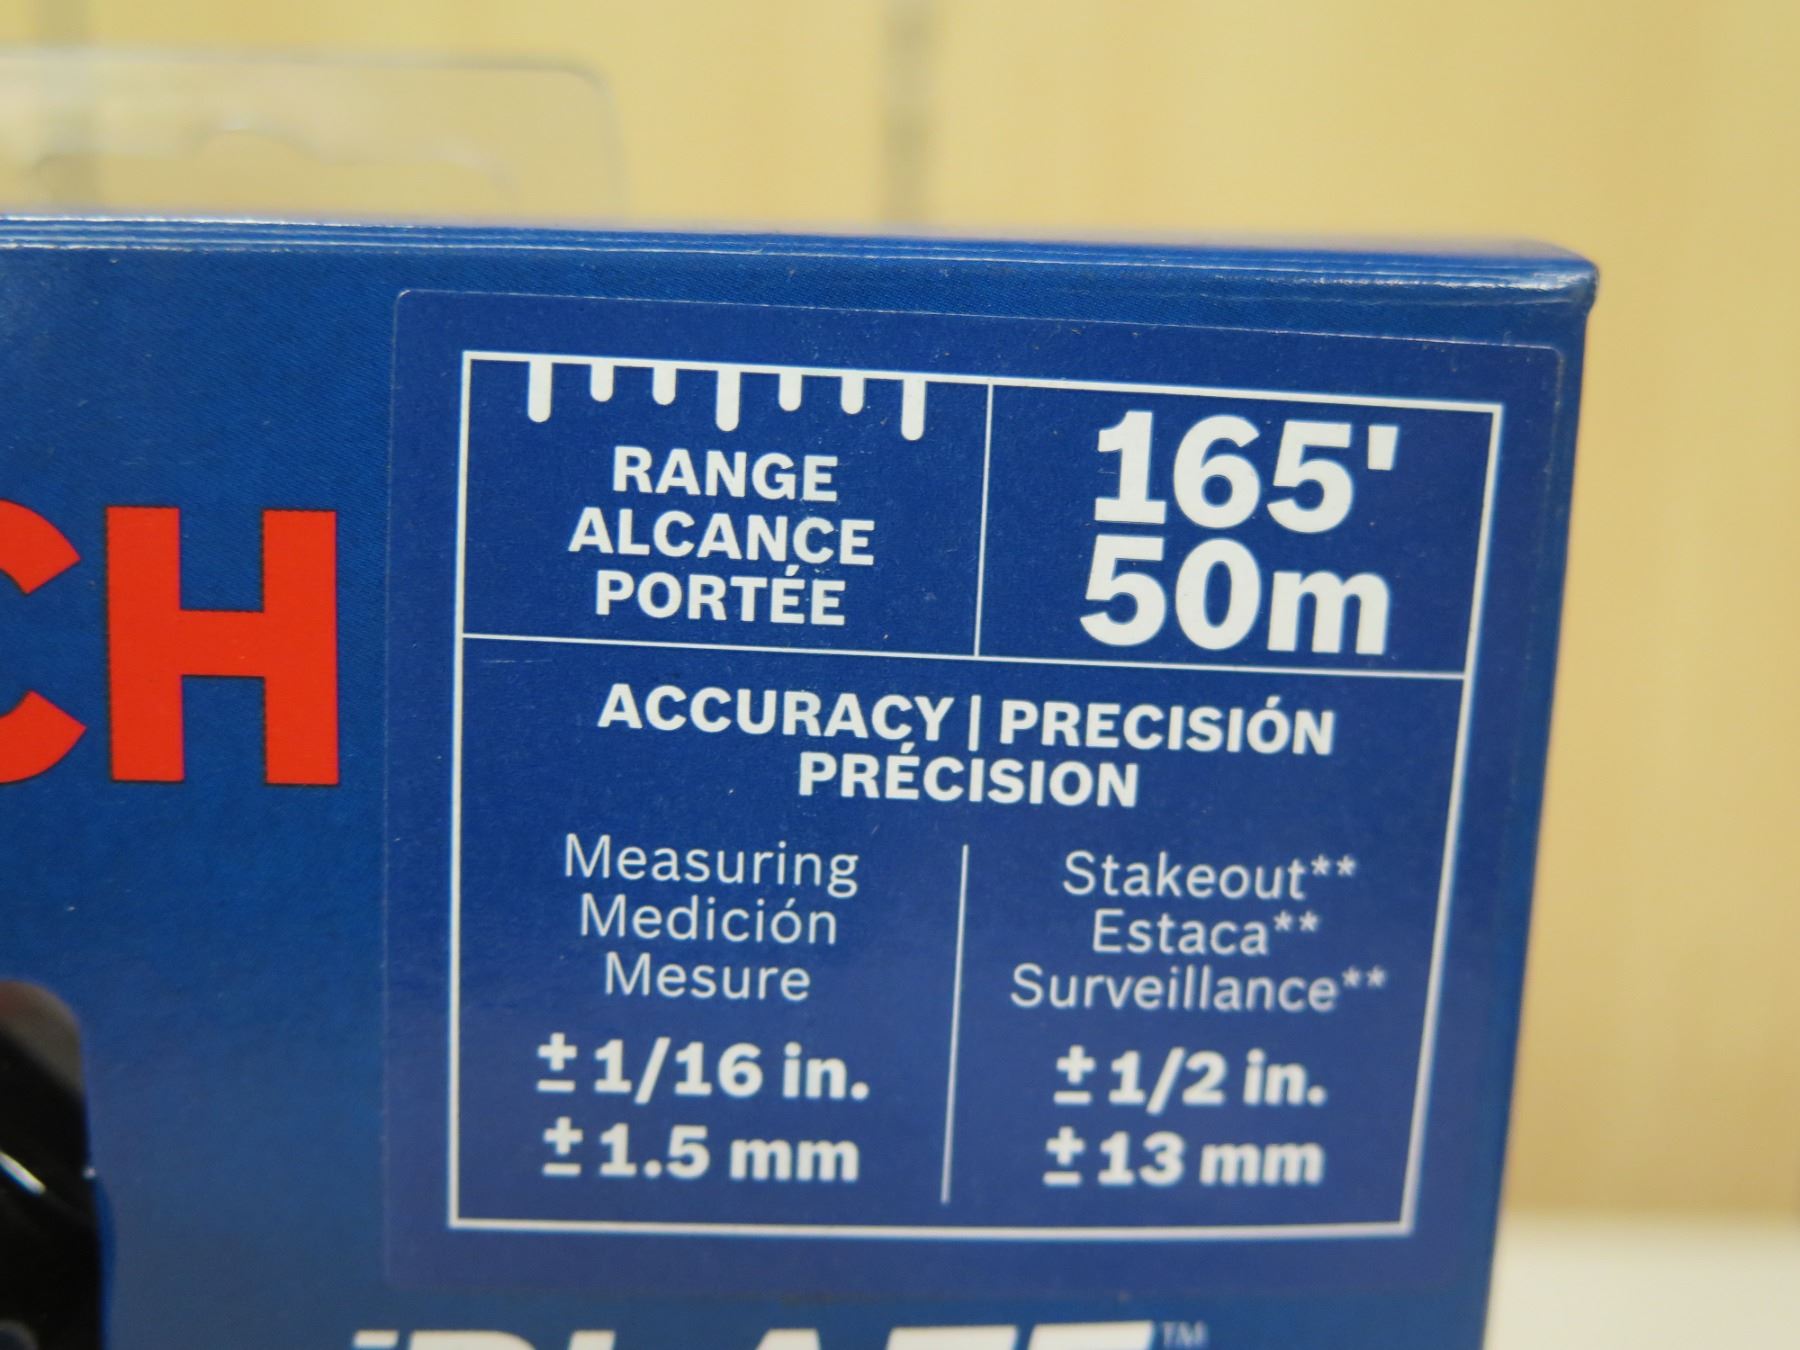 CH
RANGE
ALCANCE
PORTÉE
165'
50m
ACCURACY | PRECISIÓN
PRÉCISION
Measuring
Medición
Mesure
± 1/16 in.
± 1.5 mm
Stakeout**
Estaca**
Surveillance**
± 1/2 in.
± 13 mm
TM